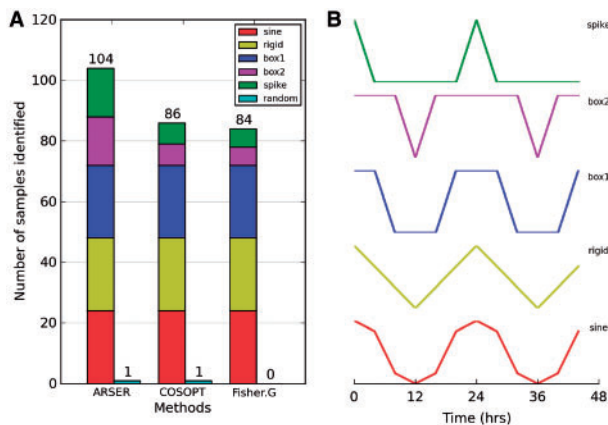 A
Number of samples identified
120
100
80
60
40
20
0
104
86
84
1
1
0
sine
rigid
box1
box2
spike
random
ARSER
COSOPT
Fisher.G
Methods
B
spike
box2
box1
rigid
sine
0
12
24
36
48
Time (hrs)